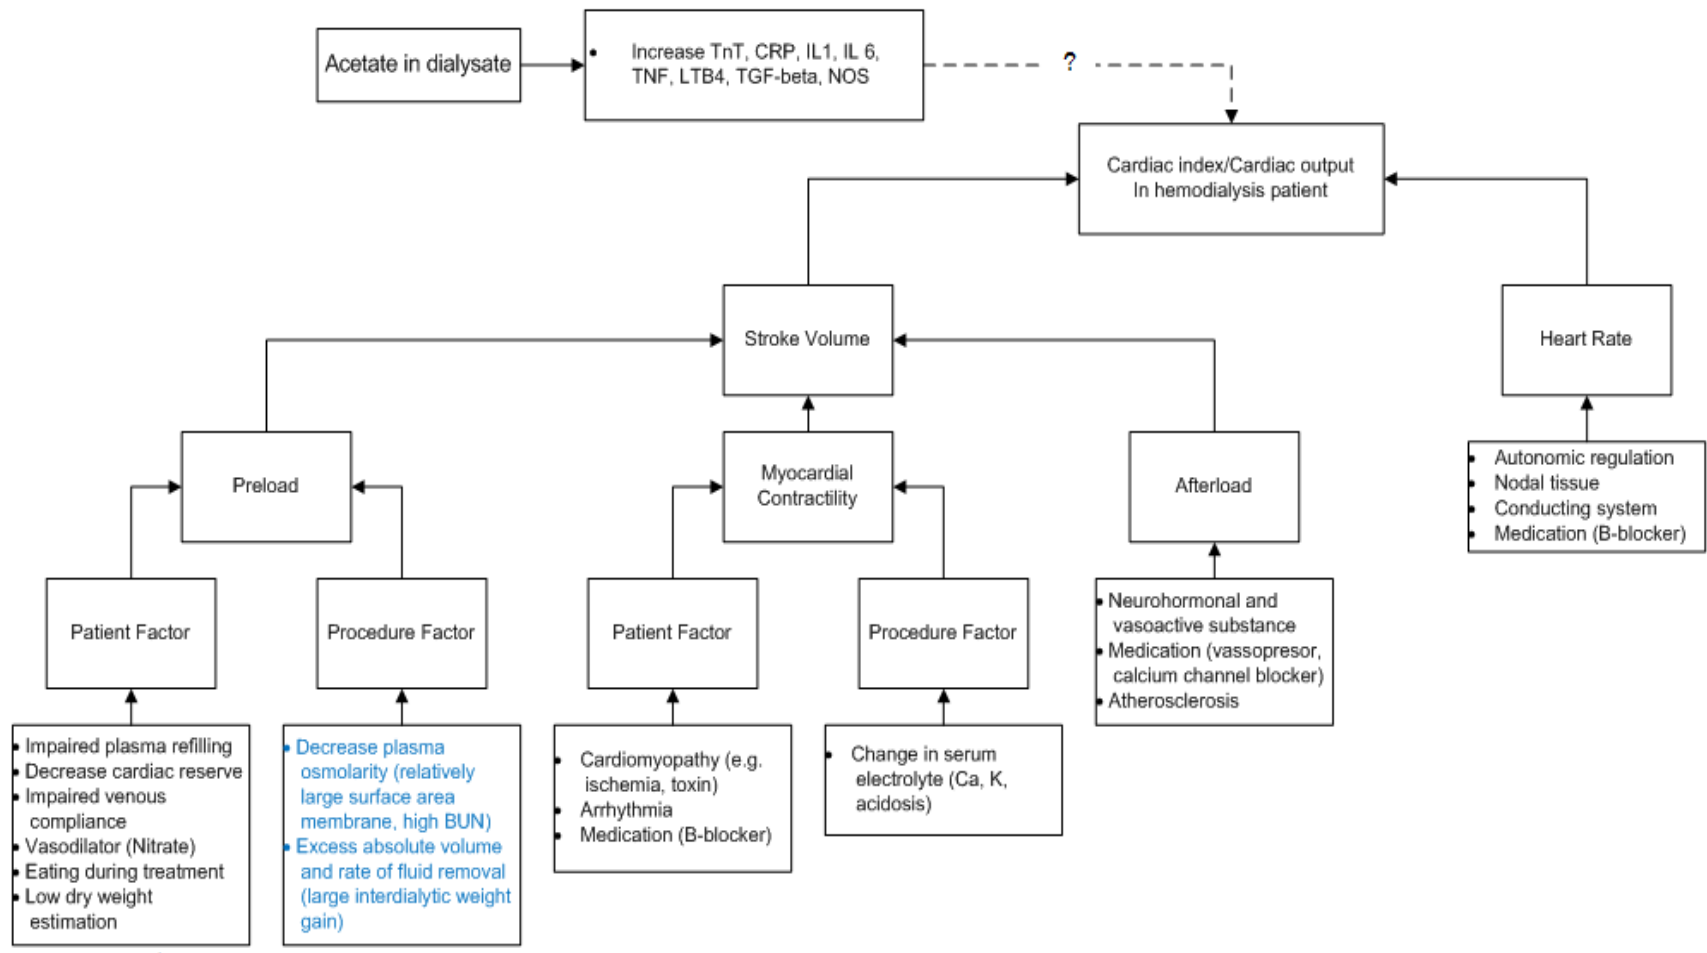 Acetate in dialysate
• Increase TnT, CRP, IL1, IL 6,
TNF, LTB4, TGF-beta, NOS
?
Cardiac index/Cardiac output
In hemodialysis patient
Stroke Volume
Heart Rate
Preload
Myocardial
Contractility
Afterload
• Autonomic regulation
• Nodal tissue
• Conducting system
• Medication (B-blocker)
Patient Factor
Procedure Factor
Patient Factor
Procedure Factor
• Neurohormonal and
vasoactive substance
• Medication (vassopresor,
calcium channel blocker)
• Atherosclerosis
• Impaired plasma refilling
• Decrease cardiac reserve
• Impaired venous
compliance
• Vasodilator (Nitrate)
• Eating during treatment
• Low dry weight
estimation
• Decrease plasma
osmolarity (relatively
large surface area
membrane, high BUN)
• Excess absolute volume
and rate of fluid removal
(large interdialytic weight
gain)
• Cardiomyopathy (e.g.
ischemia, toxin)
• Arrhythmia
• Medication (B-blocker)
• Change in serum
electrolyte (Ca, K,
acidosis)